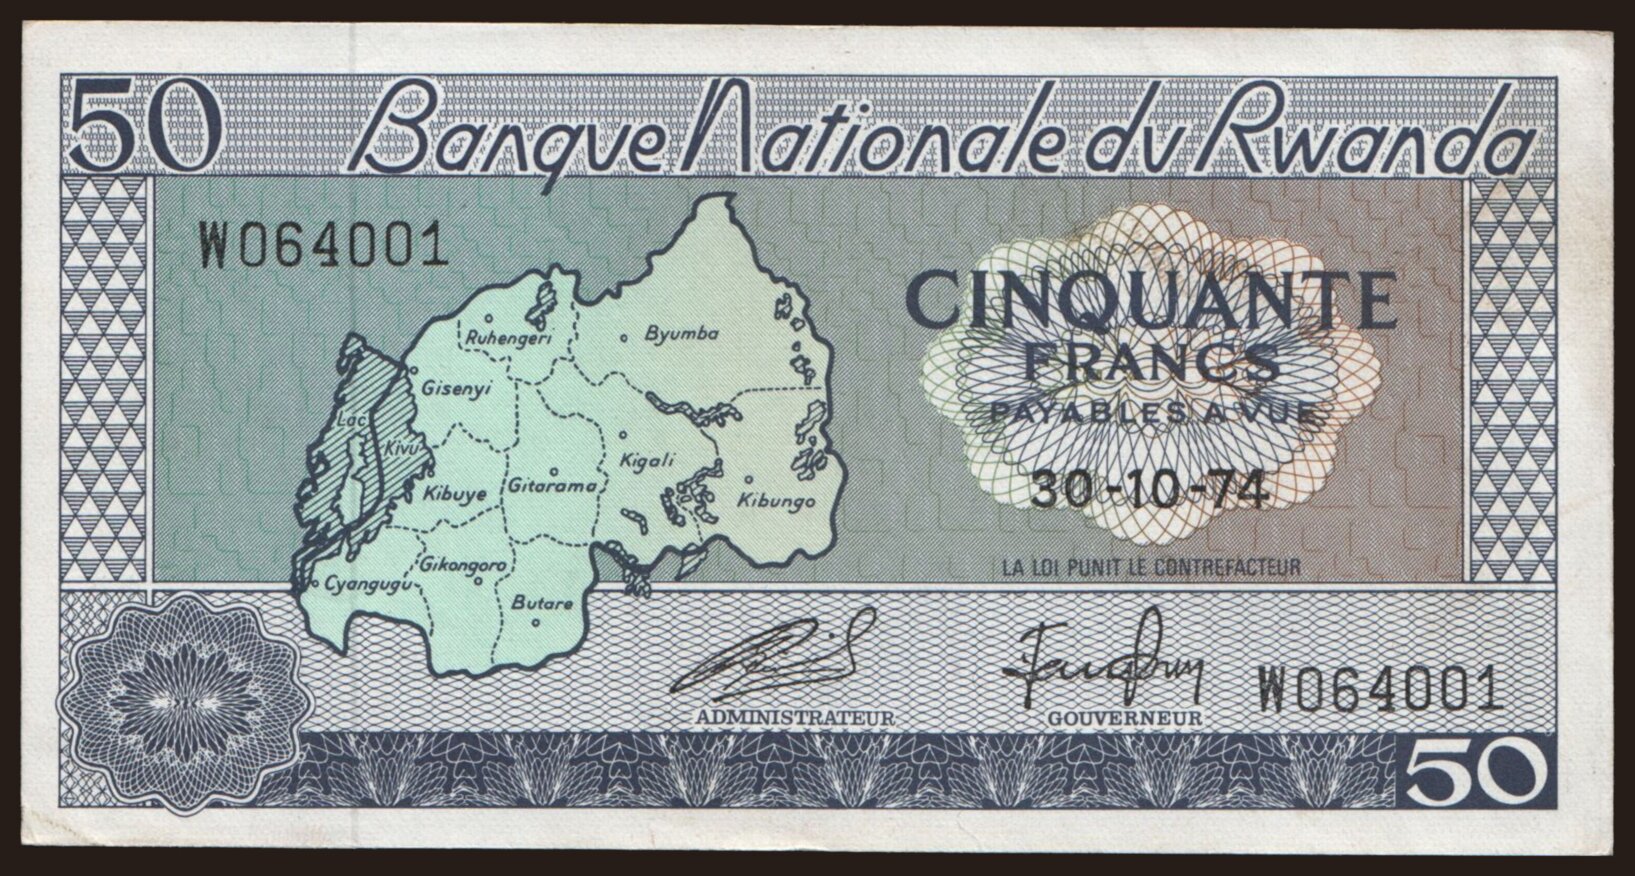 50 Banque Nationale du Rwanda
W064001
CINQUANTE
FRANCS
PAYABLES A VUE
30-10-74
LA LOI PUNIT LE CONTREFACTEUR
Ruhengeri
Byumba
Gisenyi
Lac Kivu
Kibuye
Gitarama
Kigali
Kibungo
Cyangugu
Gikongoro
Butare
ADMINISTRATEUR
GOUVERNEUR
W064001
50